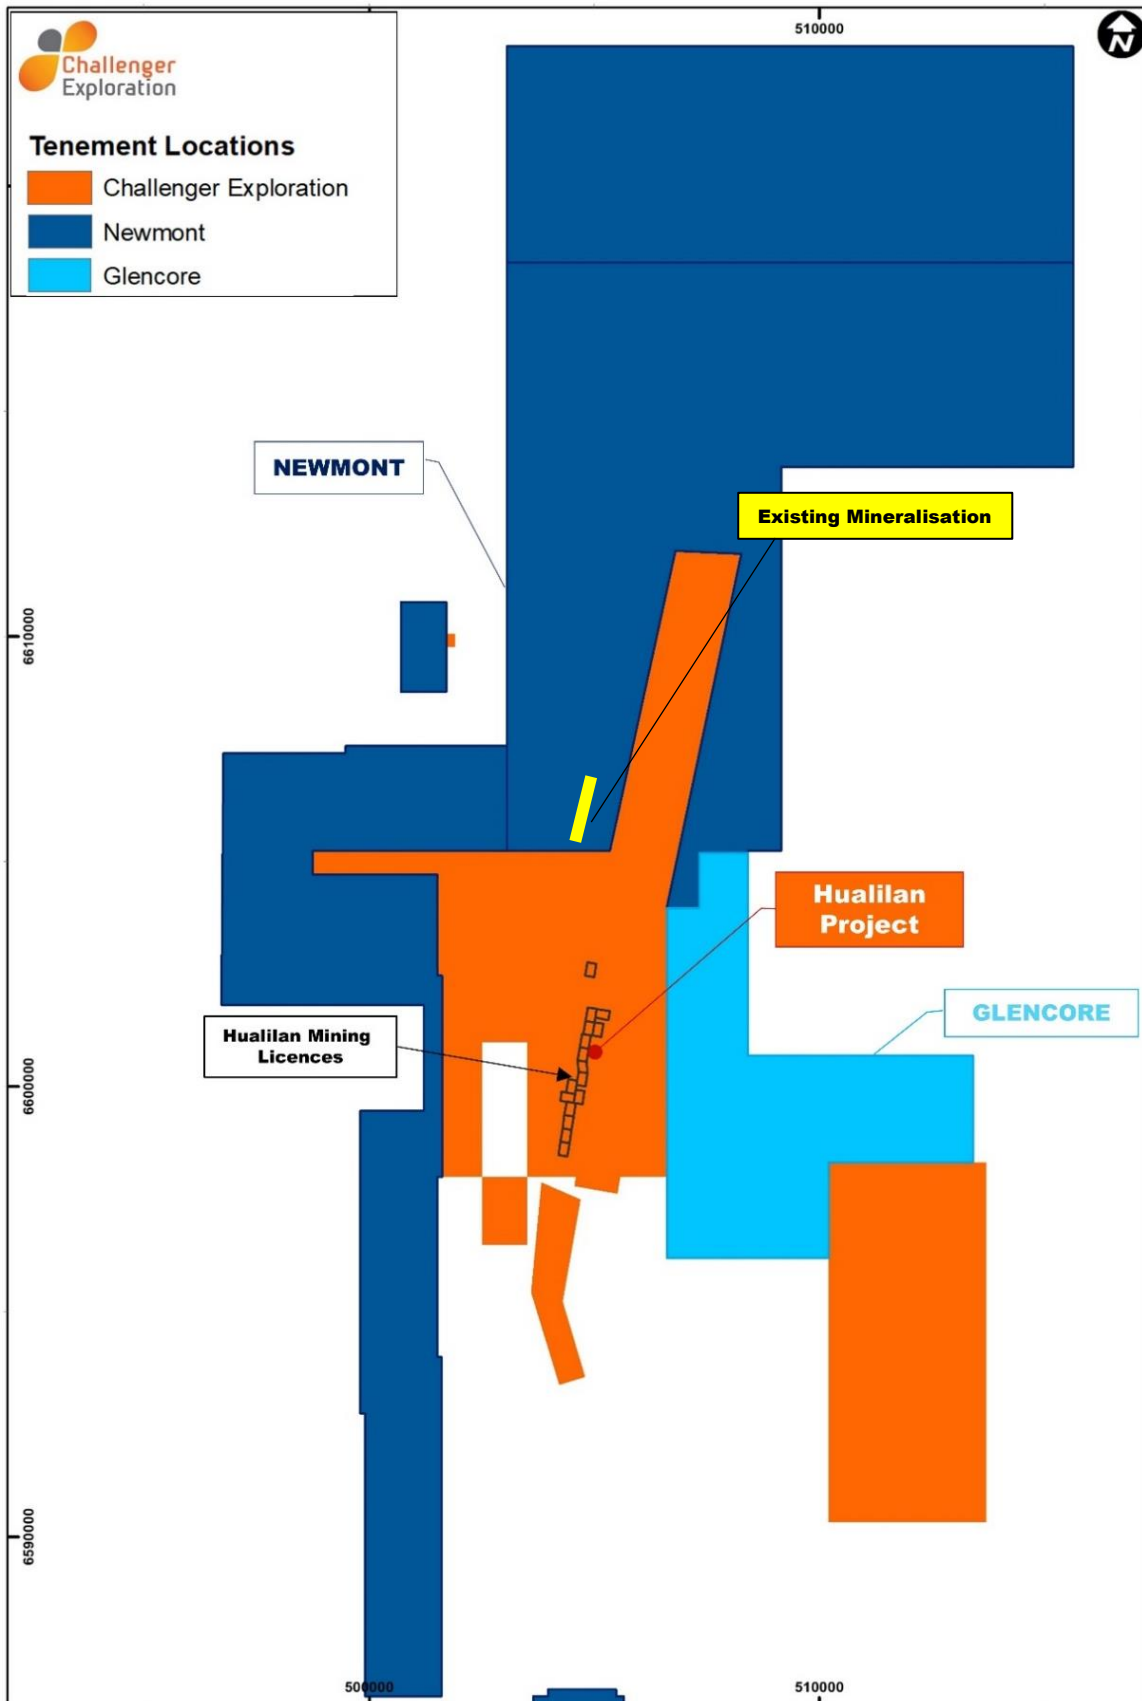 510000
N
Challenger
Exploration
Tenement Locations
Challenger Exploration
Newmont
Glencore
NEWMONT
Existing Mineralisation
6610000
Hualilan
Project
GLENCORE
Hualilan Mining
Licences
6600000
6590000
500000
510000